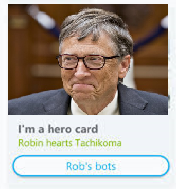 I'm a hero card
Robin hearts Tachikoma
Rob's bots